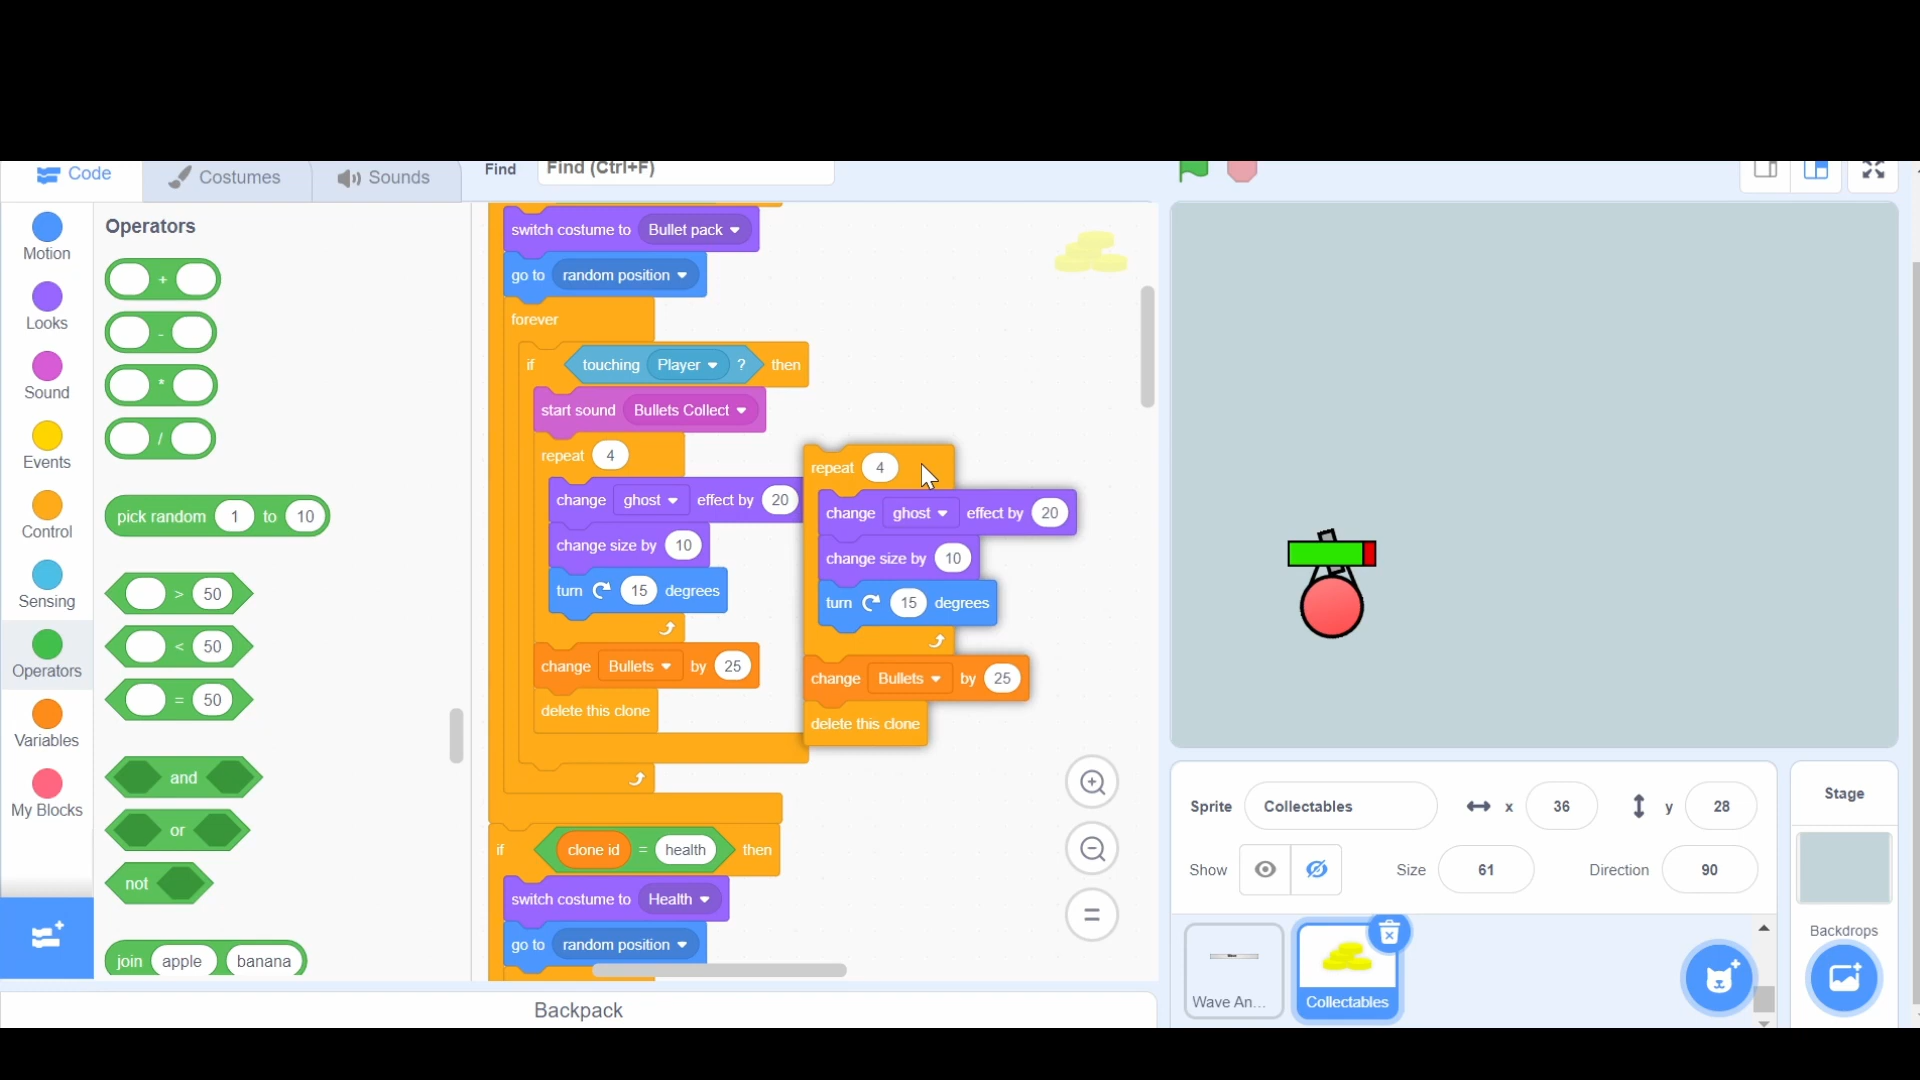 Code
Costumes
Sounds
Find
Find (Ctrl+F)
Motion
Looks
Sound
Events
Control
Sensing
Operators
Variables
My Blocks
Operators
+
-
*
/
pick random 1 to 10
> 50
< 50
= 50
and
or
not
join apple banana
switch costume to Bullet pack
go to random position
forever
if touching Player ? then
start sound Bullets Collect
repeat 4
change ghost effect by 20
change size by 10
turn 15 degrees
change Bullets by 25
delete this clone
if clone id = health then
switch costume to Health
go to random position
repeat 4
change ghost effect by 20
change size by 10
turn 15 degrees
change Bullets by 25
delete this clone
Backpack
Sprite Collectables x 36 y 28
Show Size 61 Direction 90
Wave An...
Collectables
Stage
Backdrops